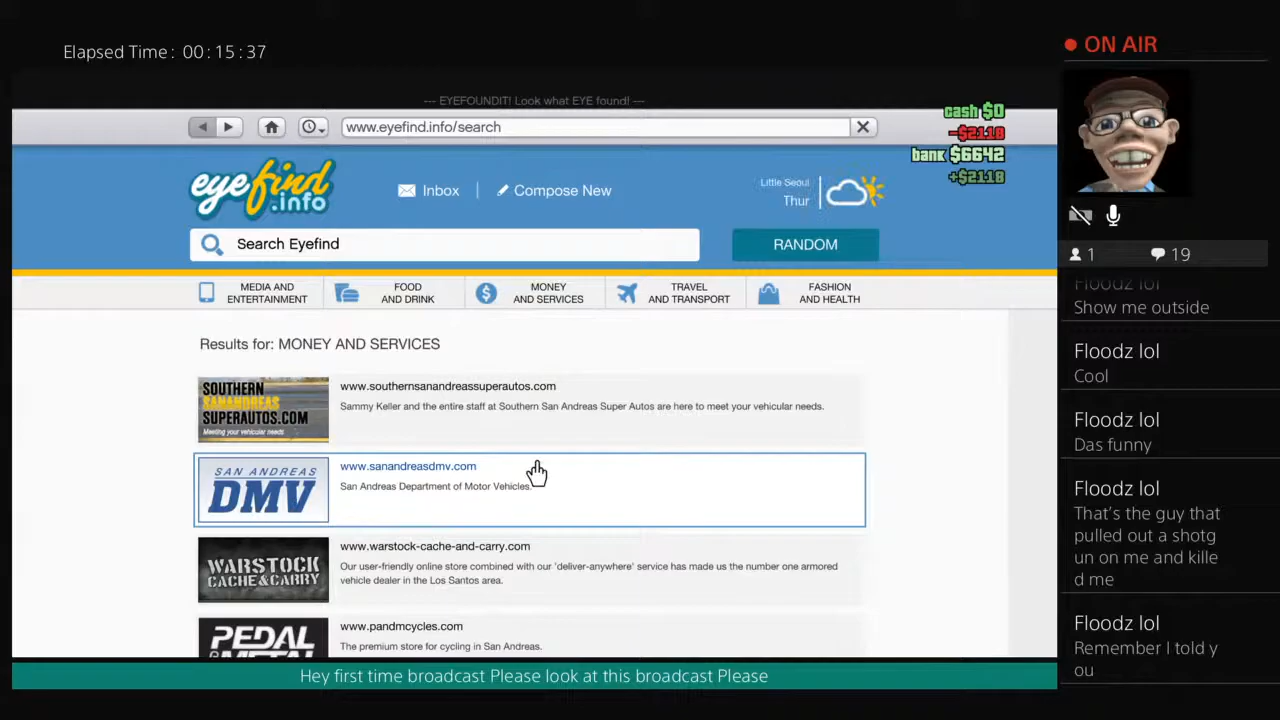 Elapsed Time: 00:15:37
ON AIR
--- EYEFOUNDIT! Look what EYE found! ---
www.eyefind.info/search
cash $0
-$2118
bank $6642
+$2118
eyefind
.info
Inbox
Compose New
Little Seoul
Thur
Search Eyefind
RANDOM
1
19
MEDIA AND
ENTERTAINMENT
FOOD
AND DRINK
MONEY
AND SERVICES
TRAVEL
AND TRANSPORT
FASHION
AND HEALTH
Results for: MONEY AND SERVICES
SOUTHERN
SANANDREAS
SUPERAUTOS.COM
Meeting your vehicular needs
www.southernsanandreassuperautos.com
Sammy Keller and the entire staff at Southern San Andreas Super Autos are here to meet your vehicular needs.
SAN ANDREAS
DMV
www.sanandreasdmv.com
San Andreas Department of Motor Vehicles.
WARSTOCK
CACHE&CARRY
www.warstock-cache-and-carry.com
Our user-friendly online store combined with our 'deliver-anywhere' service has made us the number one armored
vehicle dealer in the Los Santos area.
PEDAL
METAL
www.pandmcycles.com
The premium store for cycling in San Andreas.
Floodz lol
Show me outside
Floodz lol
Cool
Floodz lol
Das funny
Floodz lol
That's the guy that
pulled out a shotg
un on me and kille
d me
Floodz lol
Remember I told y
ou
Hey first time broadcast Please look at this broadcast Please